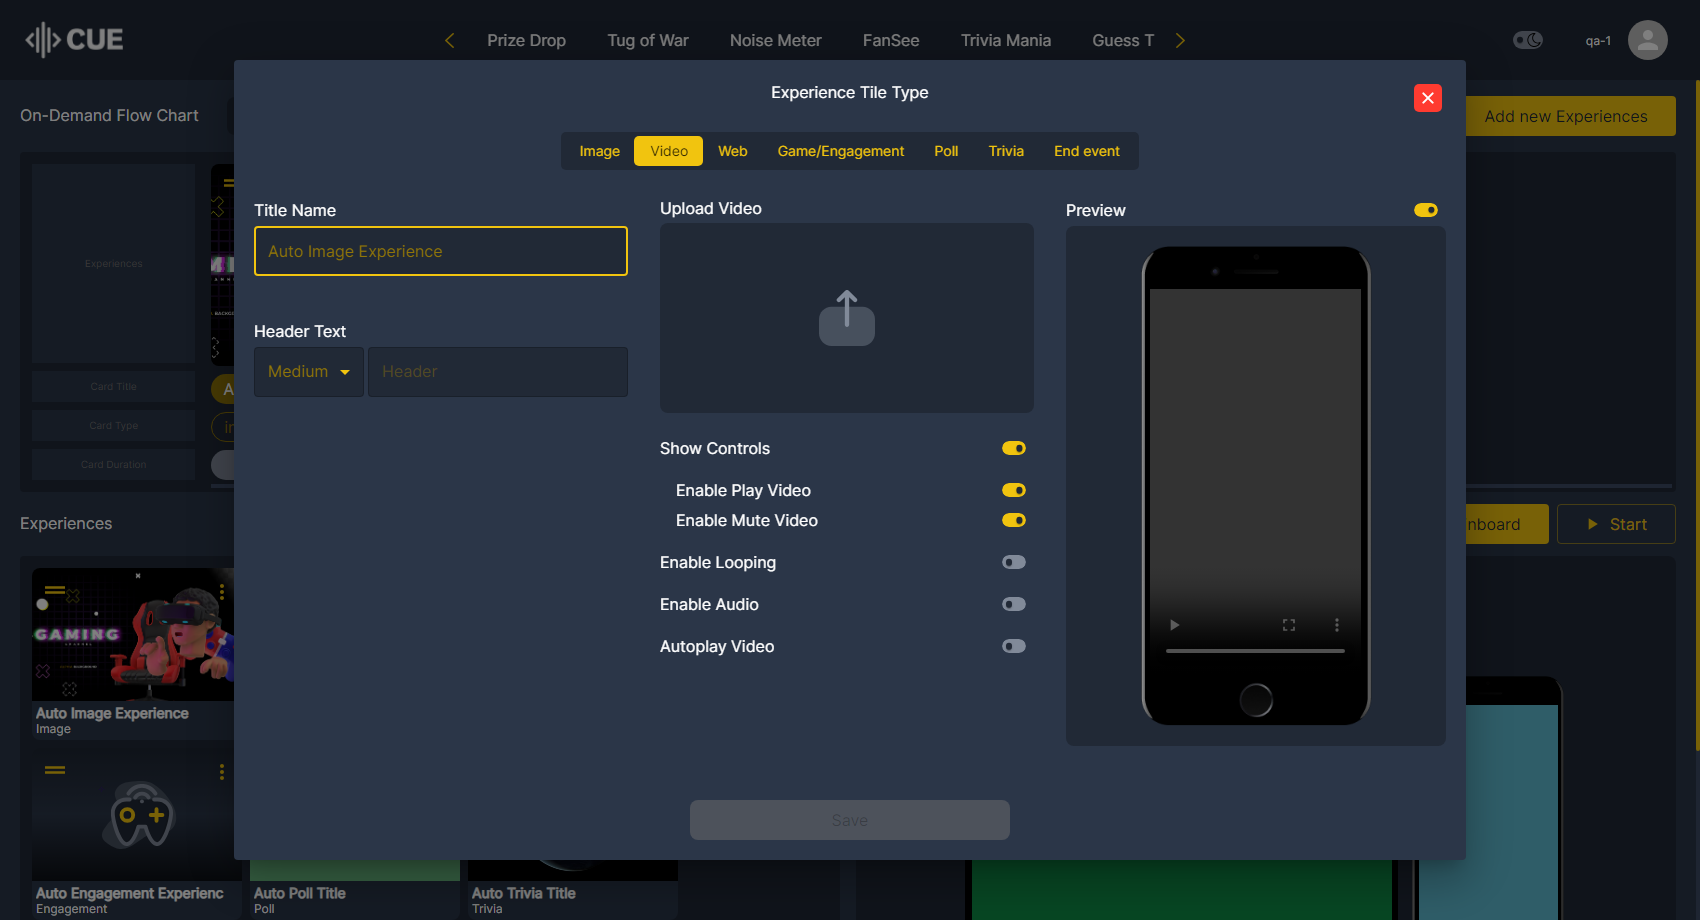 CUE
Prize Drop
Tug of War
Noise Meter
FanSee
Trivia Mania
Guess T
qa-1
On-Demand Flow Chart
Add new Experiences
Experience Tile Type
Image
Video
Web
Game/Engagement
Poll
Trivia
End event
Title Name
Auto Image Experience
Header Text
Medium
Header
Upload Video
Show Controls
Enable Play Video
Enable Mute Video
Enable Looping
Enable Audio
Autoplay Video
Preview
Save
Experiences
Card Title
Card Type
Card Duration
A
Experiences
nboard
Start
GAMING
Auto Image Experience
Image
Auto Engagement Experienc
Engagement
Auto Poll Title
Poll
Auto Trivia Title
Trivia